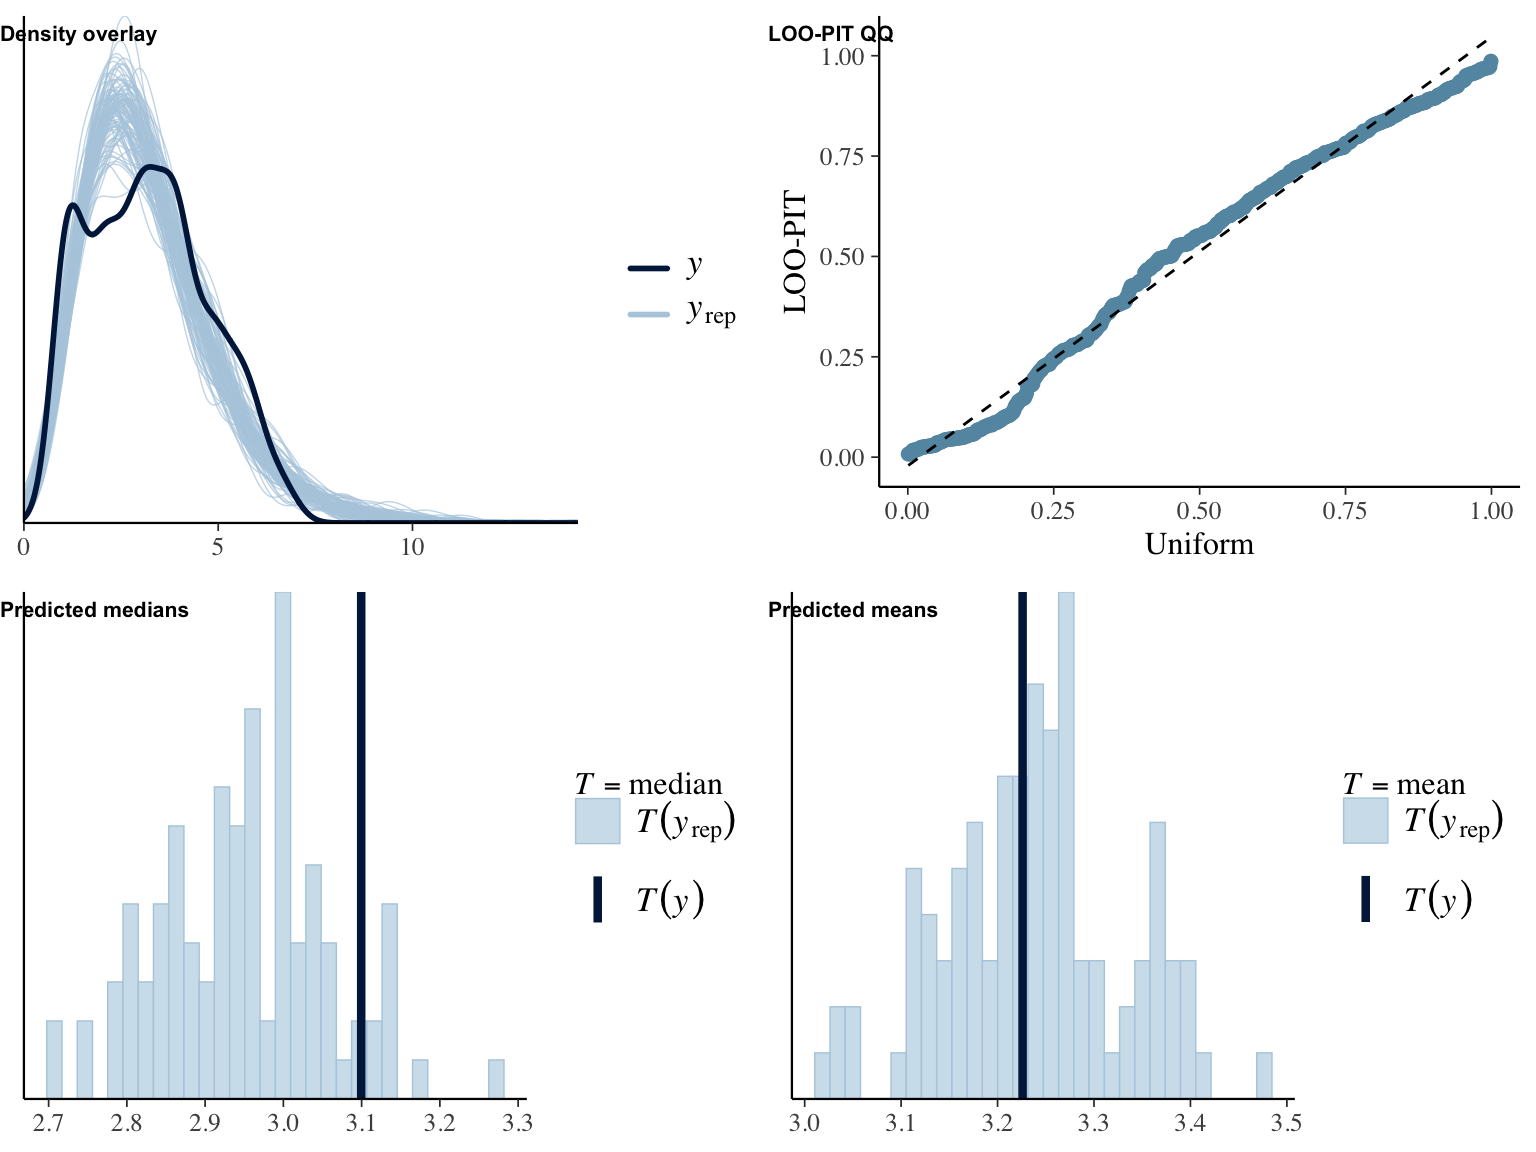 Density overlay
y
yrep
0 5 10
LOO-PIT QQ
1.00
0.75
0.50
0.25
0.00
LOO-PIT
0.00 0.25 0.50 0.75 1.00
Uniform
Predicted medians
T = median
T(yrep)
T(y)
2.7 2.8 2.9 3.0 3.1 3.2 3.3
Predicted means
T = mean
T(yrep)
T(y)
3.0 3.1 3.2 3.3 3.4 3.5